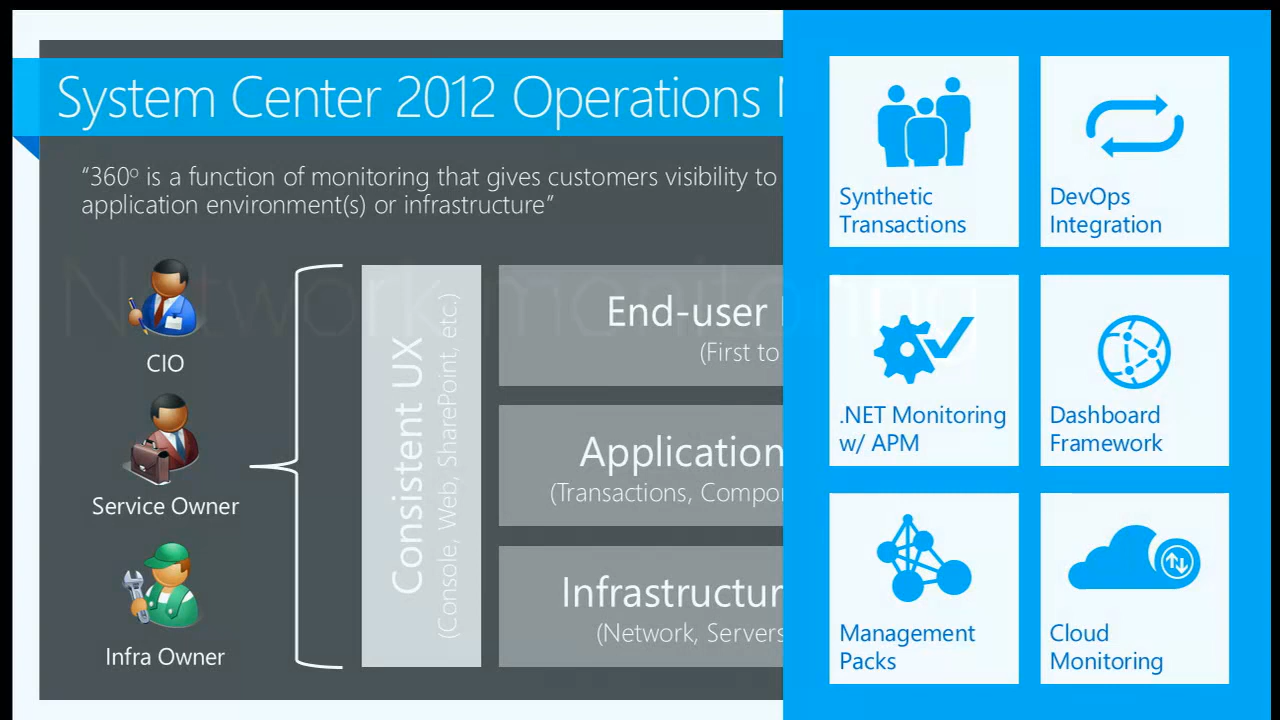 System Center 2012 Operations
"360º is a function of monitoring that gives customers visibility to
application environment(s) or infrastructure"
Network monitoring
CIO
Service Owner
Infra Owner
Consistent UX
(Console, Web, SharePoint, etc.)
End-user
(First to
Application
(Transactions, Compo
Infrastructur
(Network, Servers
Synthetic
Transactions
DevOps
Integration
.NET Monitoring
w/ APM
Dashboard
Framework
Management
Packs
Cloud
Monitoring